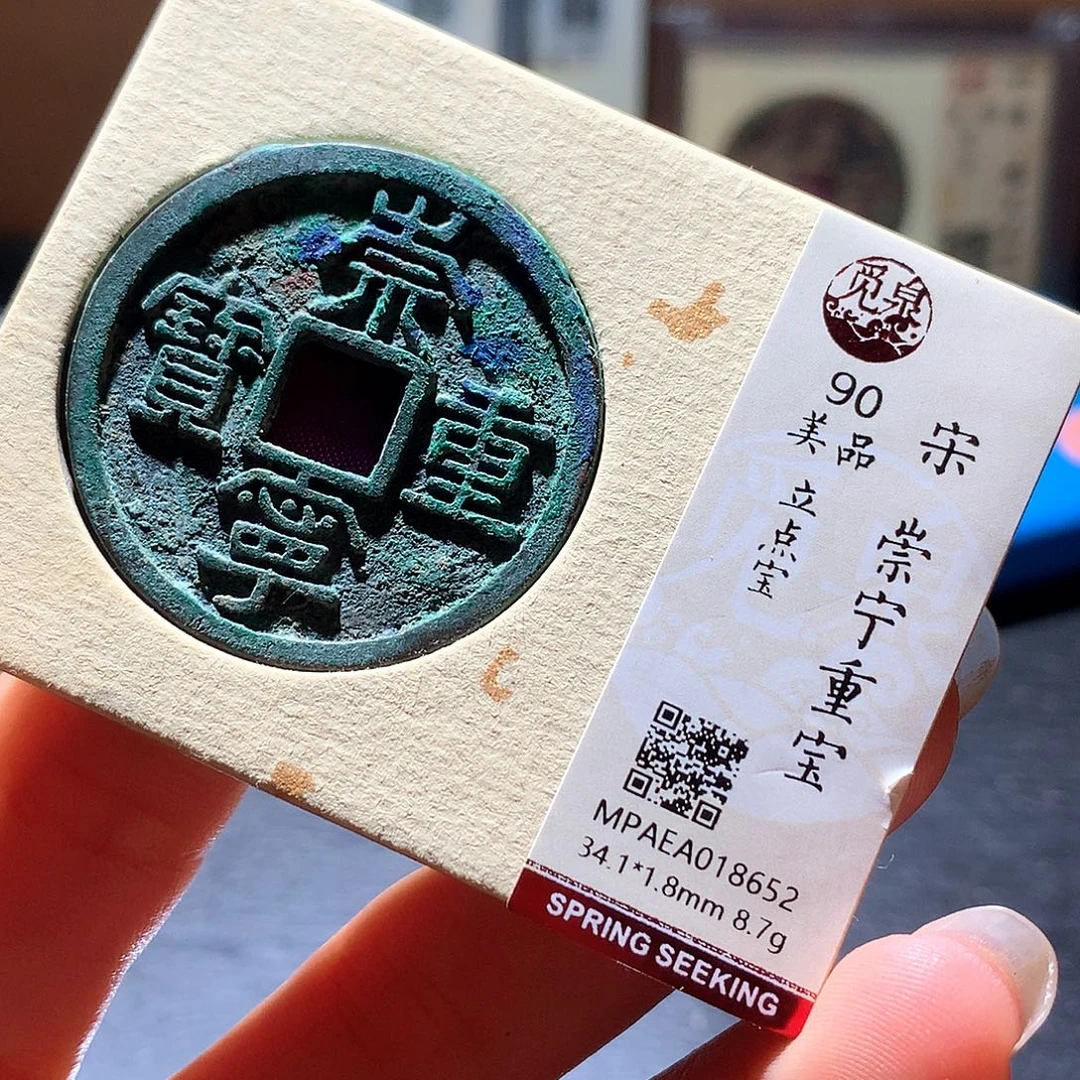 崇
寧
重
寶
觅泉
90
美品
立点宝
宋
崇宁重宝
MPAEA018652
34.1*1.8mm 8.7g
SPRING SEEKING